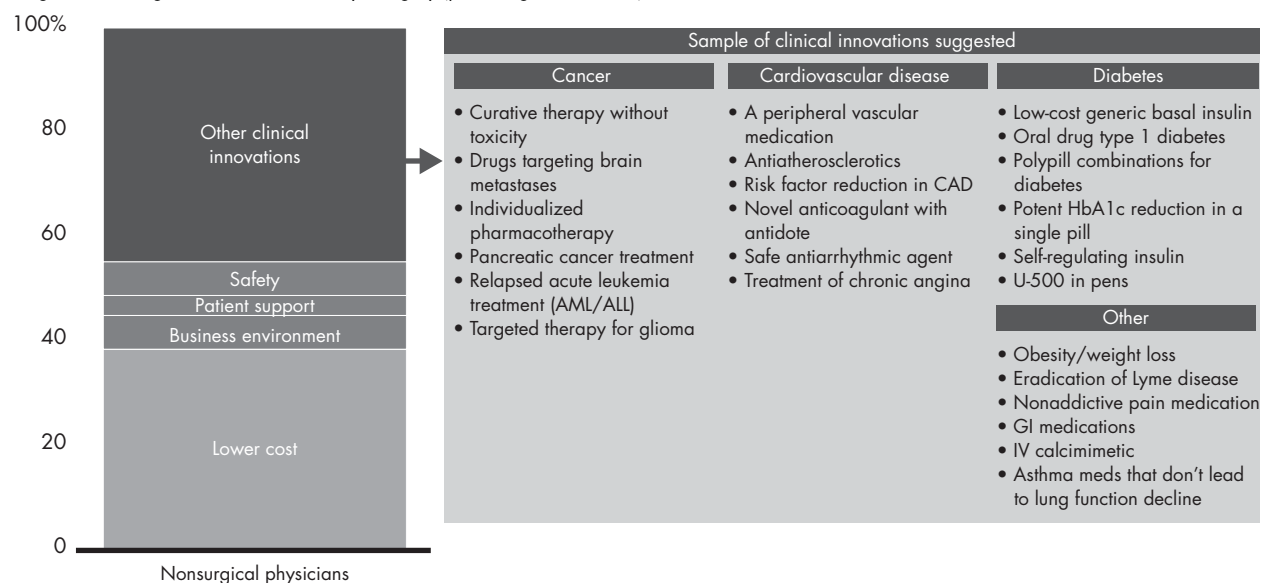 100%
80
60
40
20
0
Other clinical
innovations
Safety
Patient support
Business environment
Lower cost
Nonsurgical physicians
Sample of clinical innovations suggested
Cancer
• Curative therapy without
toxicity
• Drugs targeting brain
metastases
• Individualized
pharmacotherapy
• Pancreatic cancer treatment
• Relapsed acute leukemia
treatment (AML/ALL)
• Targeted therapy for glioma
Cardiovascular disease
• A peripheral vascular
medication
• Antiatherosclerotics
• Risk factor reduction in CAD
• Novel anticoagulant with
antidote
• Safe antiarrhythmic agent
• Treatment of chronic angina
Diabetes
• Low-cost generic basal insulin
• Oral drug type 1 diabetes
• Polypill combinations for
diabetes
• Potent HbA1c reduction in a
single pill
• Self-regulating insulin
• U-500 in pens
Other
• Obesity/weight loss
• Eradication of Lyme disease
• Nonaddictive pain medication
• GI medications
• IV calcimimetic
• Asthma meds that don’t lead
to lung function decline